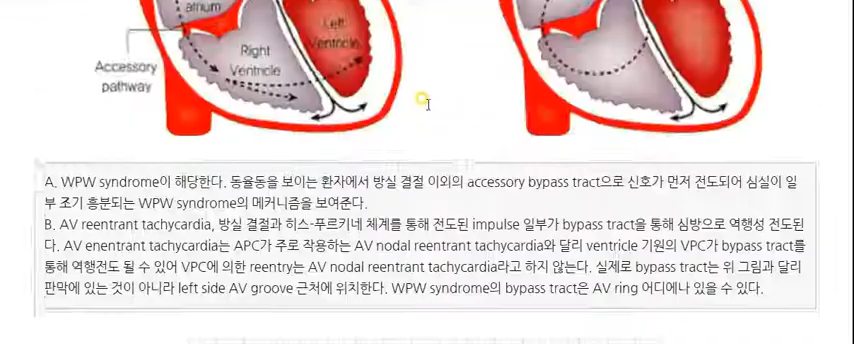 atrium
Left
Ventricle
Right
Ventricle
Accessory
pathway
A. WPW syndrome이 해당한다. 동율동을 보이는 환자에서 방실 결절 이외의 accessory bypass tract으로 신호가 먼저 전도되어 심실이 일
부 조기 흥분되는 WPW syndrome의 메커니즘을 보여준다.
B. AV reentrant tachycardia, 방실 결절과 히스-푸르키네 체계를 통해 전도된 impulse 일부가 bypass tract을 통해 심방으로 역행성 전도된
다. AV enentrant tachycardia는 APC가 주로 작용하는 AV nodal reentrant tachycardia와 달리 ventricle 기원의 VPC가 bypass tract를
통해 역행전도 될 수 있어 VPC에 의한 reentry는 AV nodal reentrant tachycardia라고 하지 않는다. 실제로 bypass tract는 위 그림과 달리
판막에 있는 것이 아니라 left side AV groove 근처에 위치한다. WPW syndrome의 bypass tract은 AV ring 어디에나 있을 수 있다.